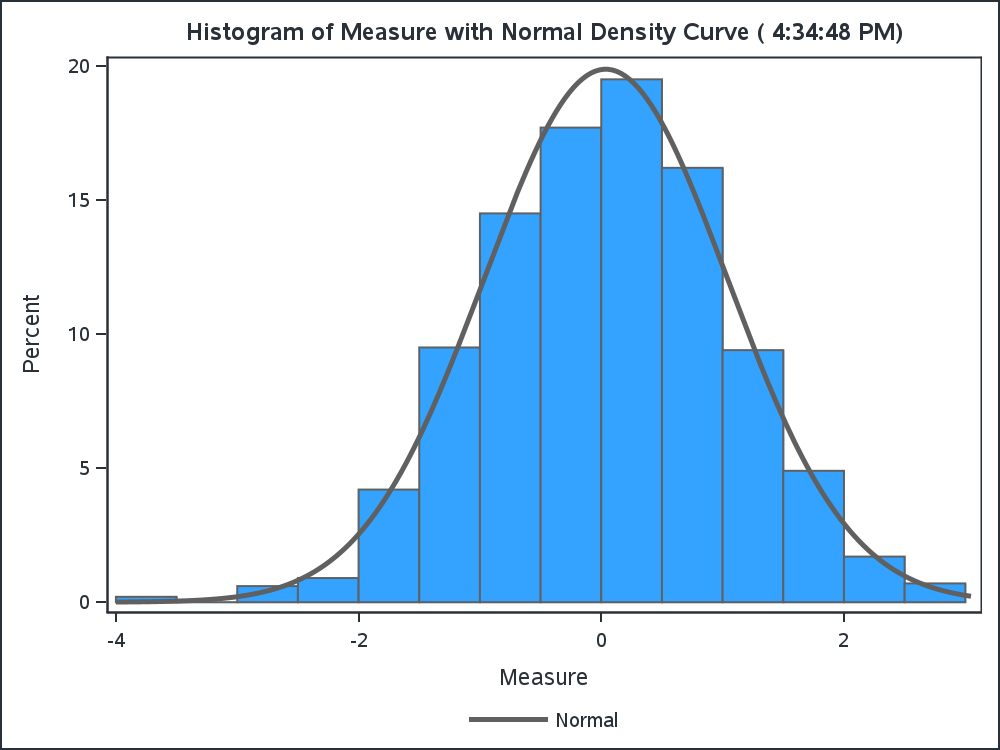 Histogram of Measure with Normal Density Curve ( 4:34:48 PM)
20
15
10
5
0
Percent
-4
-2
0
2
Measure
Normal